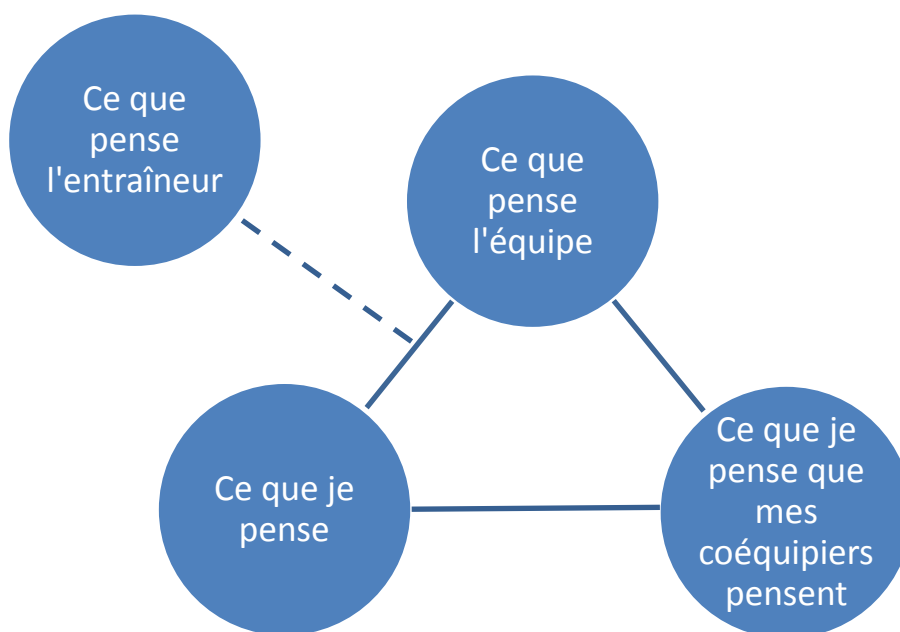 Ce que
pense
l'entraîneur
Ce que
pense
l'équipe
Ce que je
pense
Ce que je
pense que
mes
coéquipiers
pensent